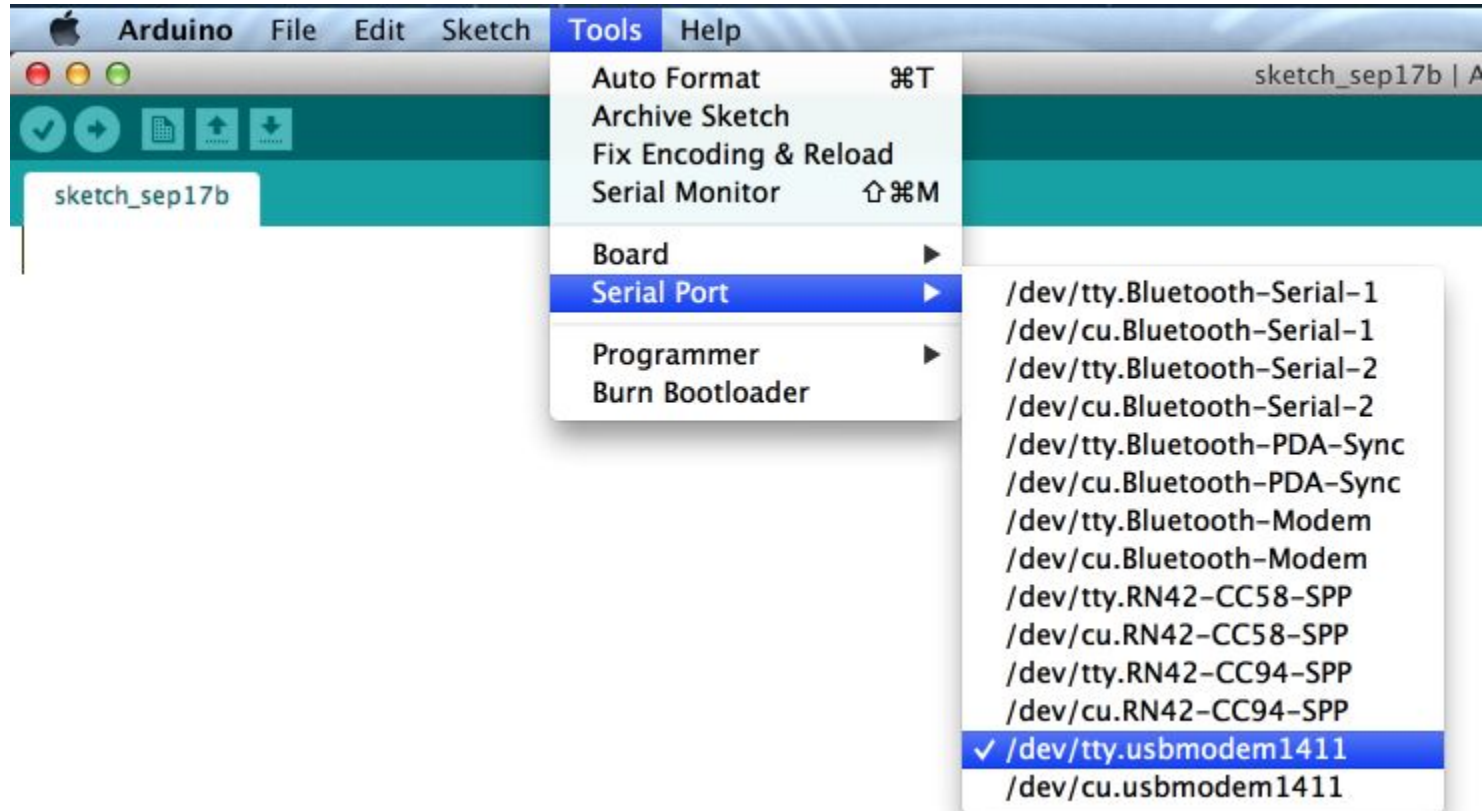 Arduino File Edit Sketch Tools Help
sketch_sep17b | A
sketch_sep17b
Auto Format ⌘T
Archive Sketch
Fix Encoding & Reload
Serial Monitor ⇧⌘M
Board ▶
Serial Port ▶
Programmer ▶
Burn Bootloader
/dev/tty.Bluetooth-Serial-1
/dev/cu.Bluetooth-Serial-1
/dev/tty.Bluetooth-Serial-2
/dev/cu.Bluetooth-Serial-2
/dev/tty.Bluetooth-PDA-Sync
/dev/cu.Bluetooth-PDA-Sync
/dev/tty.Bluetooth-Modem
/dev/cu.Bluetooth-Modem
/dev/tty.RN42-CC58-SPP
/dev/cu.RN42-CC58-SPP
/dev/tty.RN42-CC94-SPP
/dev/cu.RN42-CC94-SPP
✓ /dev/tty.usbmodem1411
/dev/cu.usbmodem1411